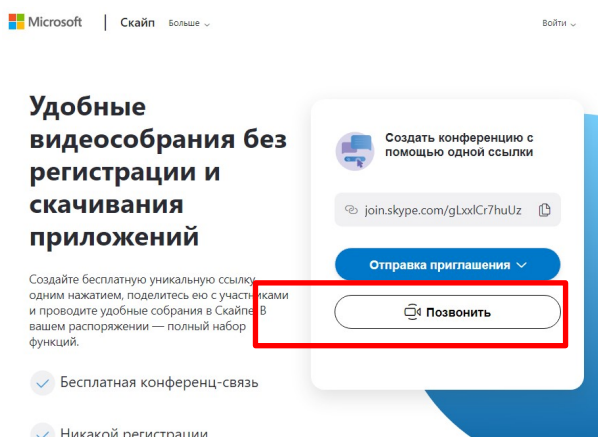 Microsoft
Скайп
Больше
Войти
Удобные
видеособрания без
регистрации и
скачивания
приложений
Создайте бесплатную уникальную ссылку
одним нажатием, поделитесь ею с участниками
и проводите удобные собрания в Скайпе. В
вашем распоряжении — полный набор
функций.
Бесплатная конференц-связь
Никакой регистрации
Создать конференцию с
помощью одной ссылки
join.skype.com/gLxxlCr7huUz
Отправка приглашения
Позвонить